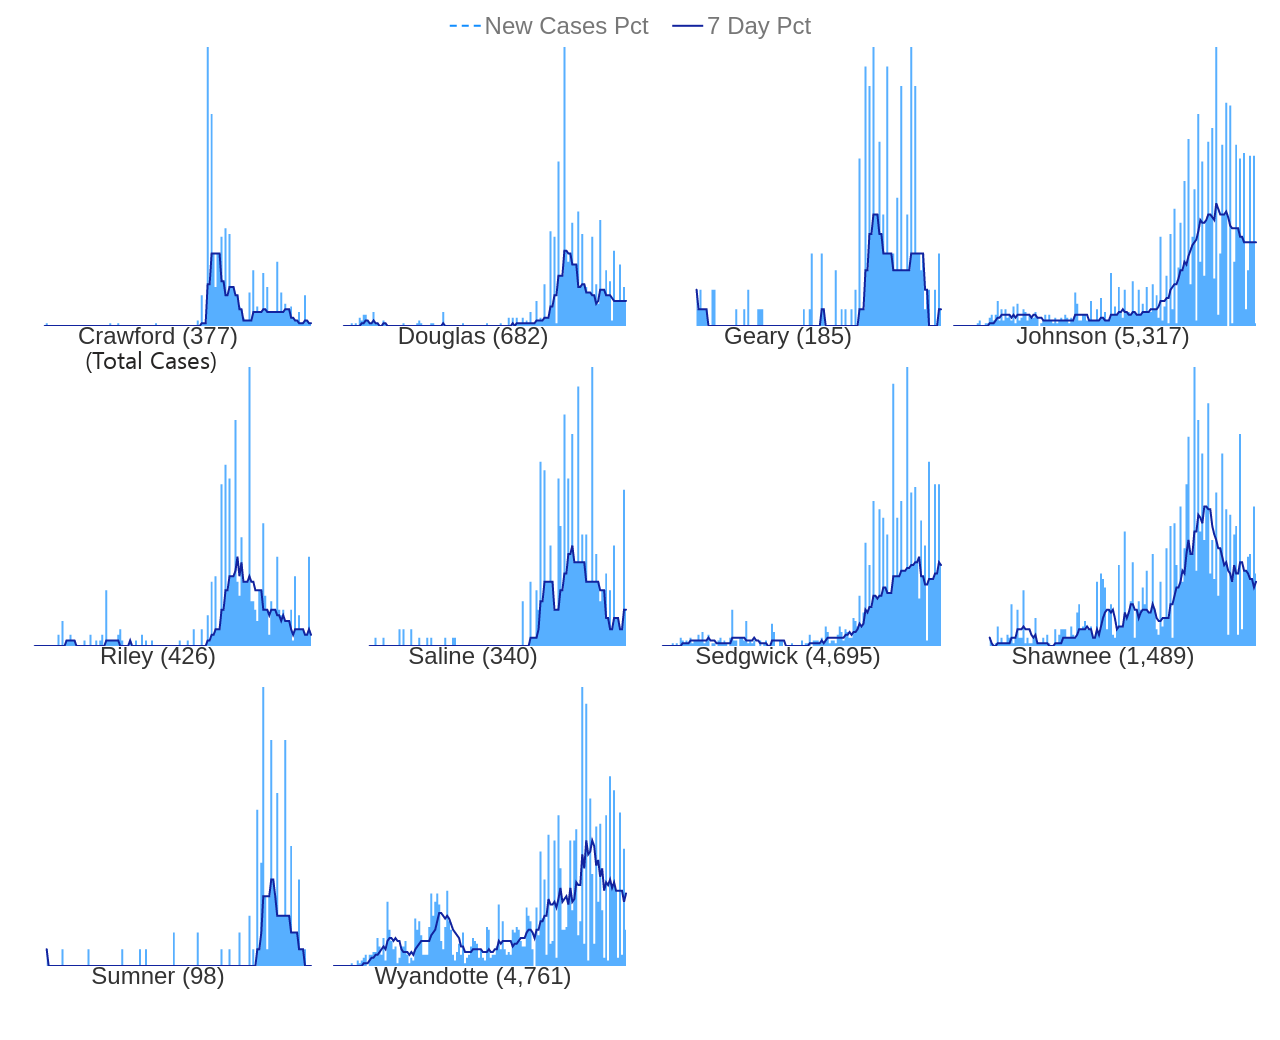 New Cases Pct 7 Day Pct
Crawford (377) Douglas (682) Geary (185) Johnson (5,317)
(Total Cases)
Riley (426) Saline (340) Sedgwick (4,695) Shawnee (1,489)
Sumner (98) Wyandotte (4,761)